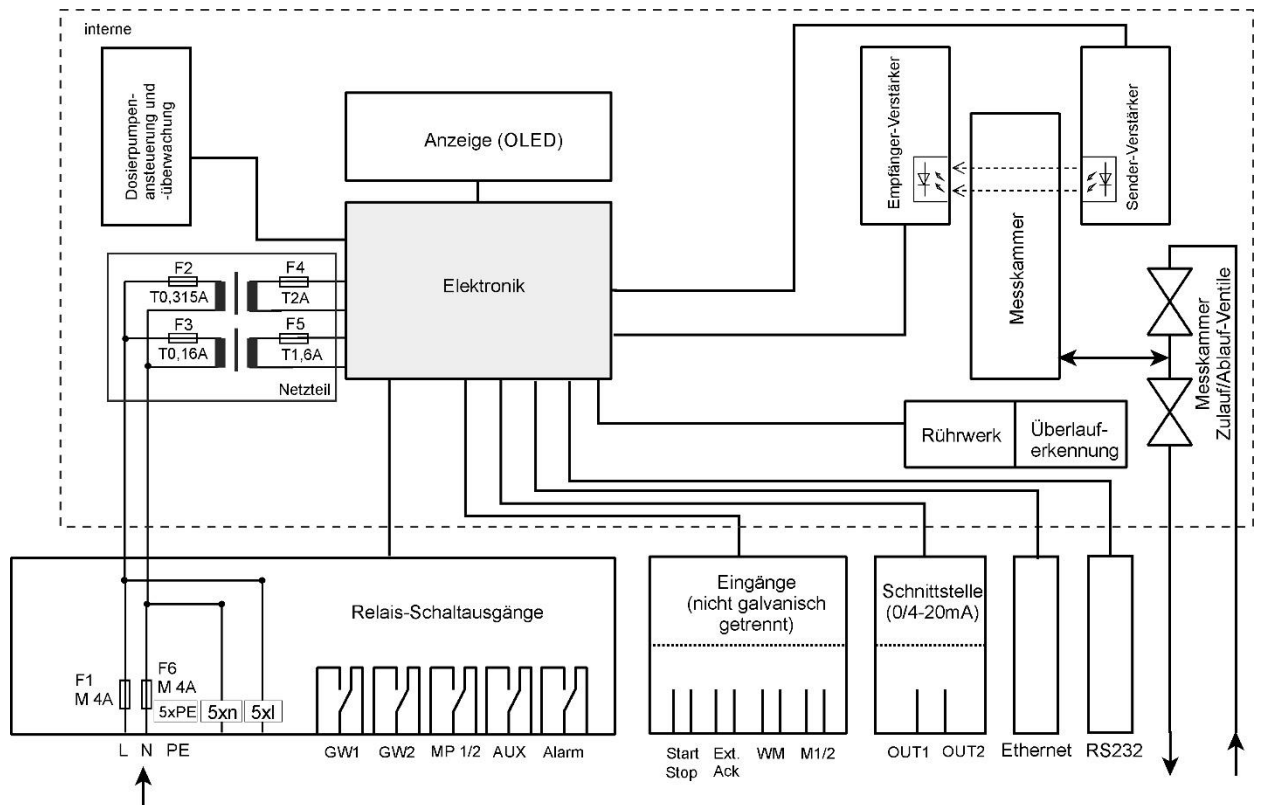 interne
Dosierpumpen-
ansteuerung und
-überwachung
Anzeige (OLED)
Empfänger-Verstärker
Messkammer
Sender-Verstärker
F2
T0,315A
F4
T2A
F3
T0,16A
F5
T1,6A
Netzteil
Elektronik
Messkammer
Zulauf/Ablauf-Ventile
Rührwerk
Überlauf-
erkennung
Relais-Schaltausgänge
F1
M 4A
F6
M 4A
5xPE
5xn
5xl
L
N
PE
GW1
GW2
MP 1/2
AUX
Alarm
Eingänge
(nicht galvanisch
getrennt)
Start
Stop
Ext.
Ack
WM
M1/2
Schnittstelle
(0/4-20mA)
OUT1
OUT2
Ethernet
RS232